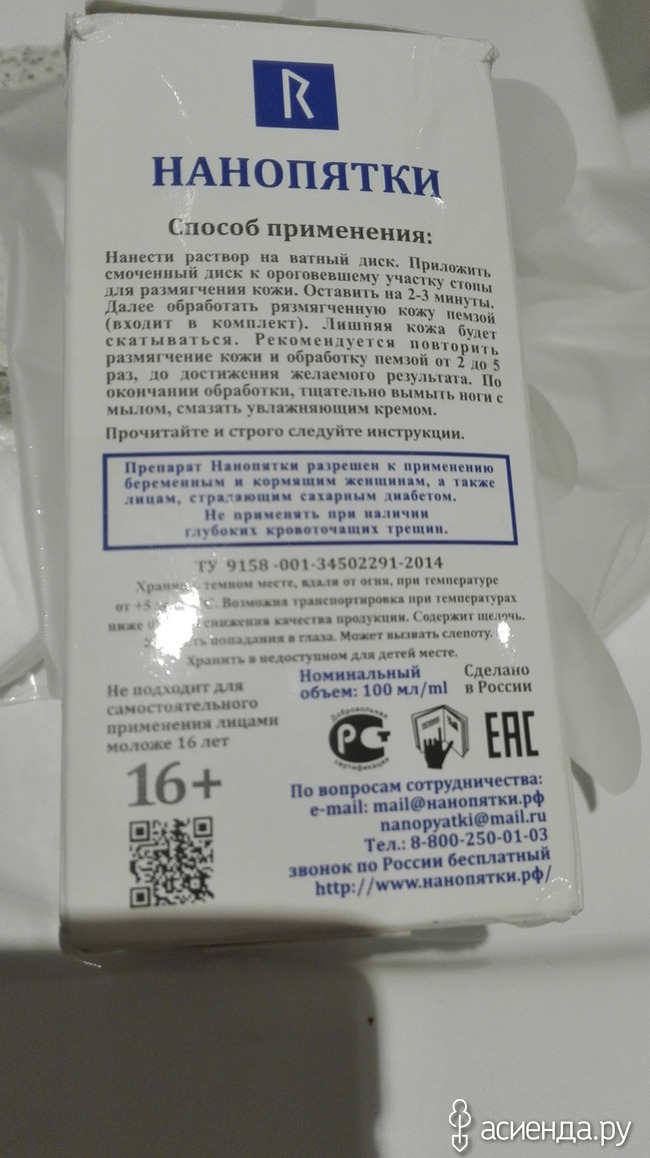 R
НАНОПЯТКИ
Способ применения:
Нанести раствор на ватный диск. Приложить
смоченный диск к ороговевшему участку стопы
для размягчения кожи. Оставить на 2-3 минуты.
Далее обработать рязмягченную кожу пемзой
(входит в комплект). Лишняя кожа будет
скатываться. Рекомендуется повторить
размягчение кожи и обработку пемзой от 2 до 5
раз, до достижения желаемого результата. По
окончании обработки, тщательно вымыть ноги с
мылом, смазать увлажняющим кремом.
Прочитайте и строго следуйте инструкции.
Препарат Нанопятки разрешен к применению
беременным и кормящим женщинам, а также
лицам, страдающим сахарным диабетом.
Не применять при наличии
глубоких кровоточащих трещин.
ТУ 9158-001-34502291-2014
темном месте, вдали от огня, при температуре
от +5 Возможна транспортировка при температурах
ниже снижения качества продукции. Содержит щелочь.
попадания в глаза. Может вызвать слепоту.
Хранить в недоступном для детей месте.
Не подходит для
самостоятельного
применения лицами
моложе 16 лет
16+
Номинальный
объем: 100 мл/ml
Сделано
в России
Добровольная
РСТ
сертификация
EAC
По вопросам сотрудничества:
e-mail: mail@нанопятки.рф
nanopyatki@mail.ru
Тел.: 8-800-250-01-03
звонок по России бесплатный
http://www.нанопятки.рф/
асиенда.ру